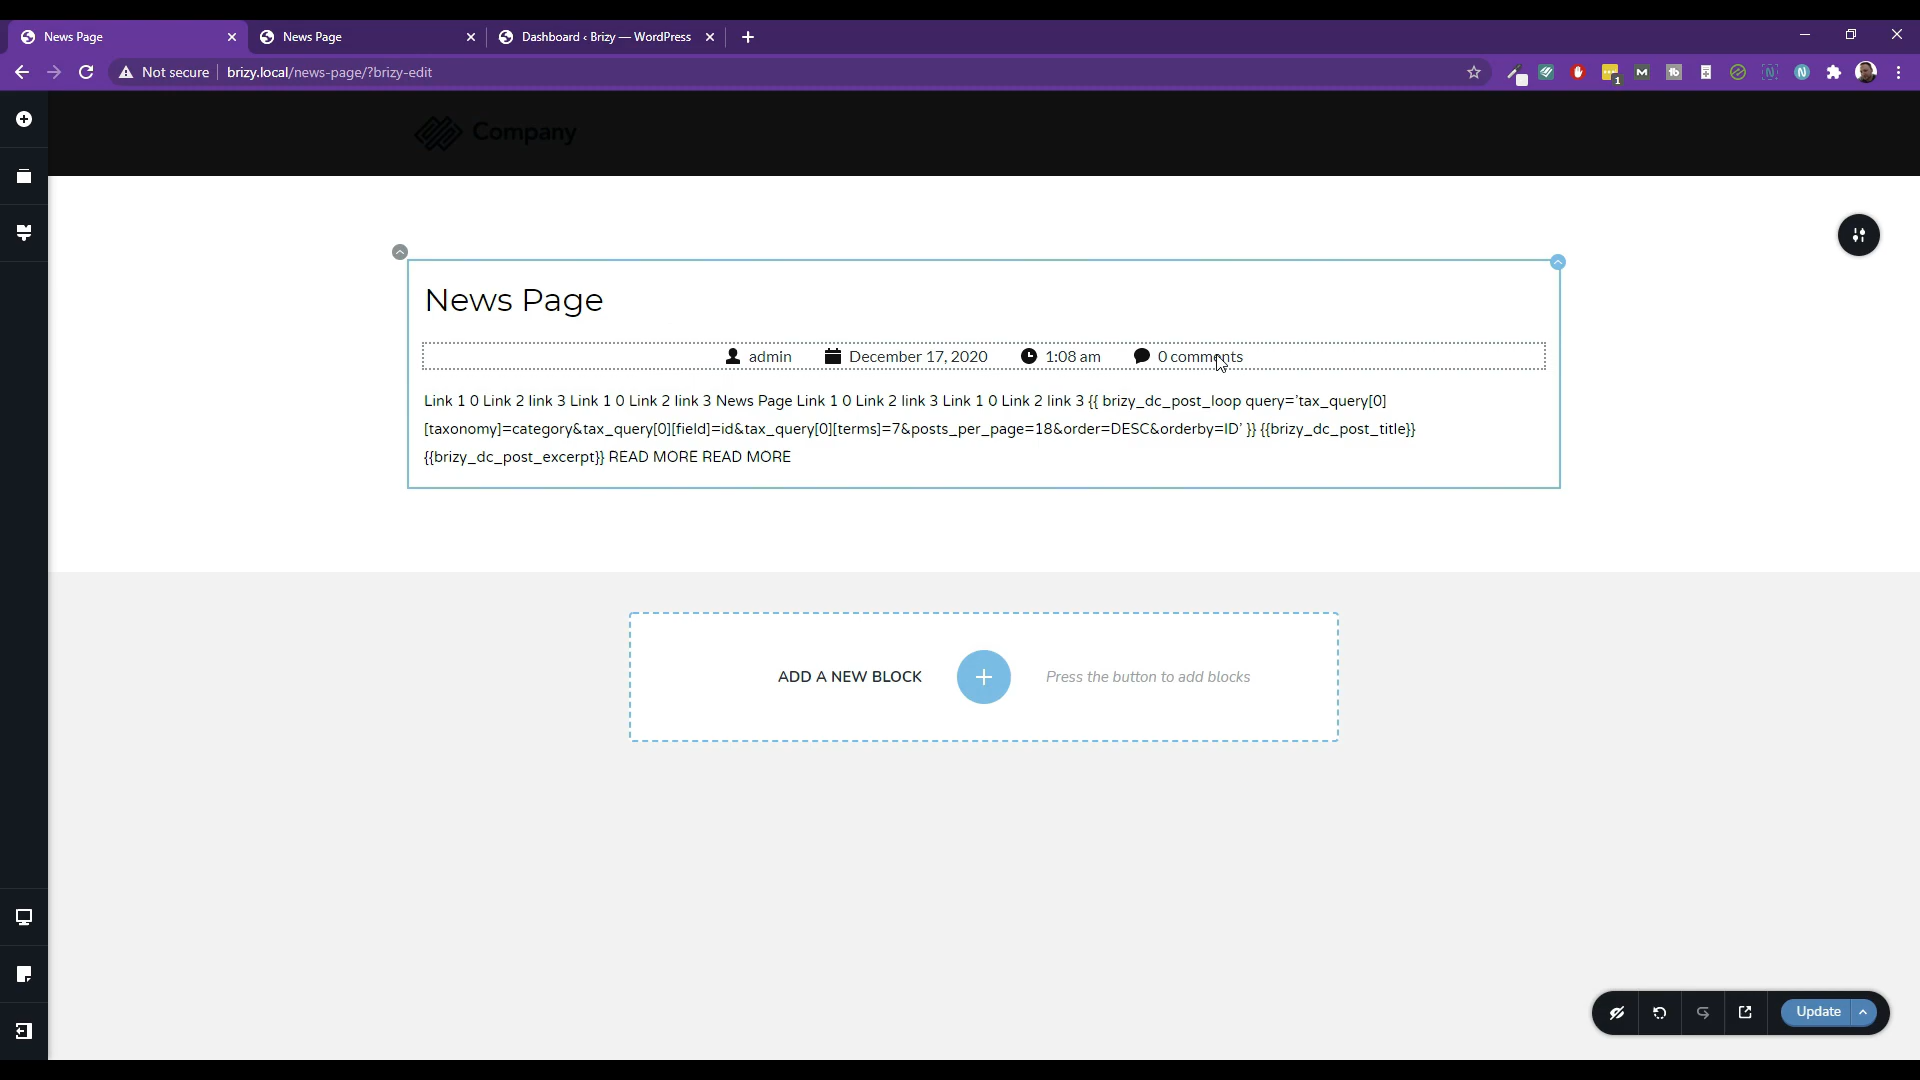 News Page
News Page
Dashboard ‹ Brizy — WordPress
Not secure
brizy.local/news-page/?brizy-edit
1
Company
News Page
admin
December 17, 2020
1:08 am
0 comments
Link 1 0 Link 2 link 3 Link 1 0 Link 2 link 3 News Page Link 1 0 Link 2 link 3 Link 1 0 Link 2 link 3 {{ brizy_dc_post_loop query='tax_query[0]
[taxonomy]=category&tax_query[0][field]=id&tax_query[0][terms]=7&posts_per_page=18&order=DESC&orderby=ID' }} {{brizy_dc_post_title}}
{{brizy_dc_post_excerpt}} READ MORE READ MORE
ADD A NEW BLOCK
Press the button to add blocks
Update